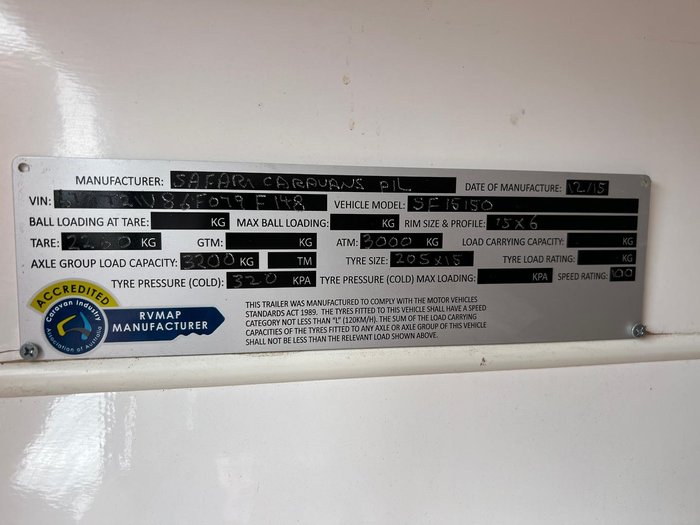 MANUFACTURER: SAFARI CARAVANS P/L DATE OF MANUFACTURE: 12/15
VIN: VEHICLE MODEL: SF15150
BALL LOADING AT TARE: KG MAX BALL LOADING: KG RIM SIZE & PROFILE: 15x6
TARE: KG GTM: KG ATM: 3000 KG LOAD CARRYING CAPACITY: KG
AXLE GROUP LOAD CAPACITY: 3200 KG TM TYRE SIZE: 205x15 TYRE LOAD RATING: KG
TYRE PRESSURE (COLD): 320 KPA TYRE PRESSURE (COLD) MAX LOADING: KPA SPEED RATING: 100
ACCREDITED
Caravan Industry
Association of Australia
RVMAP
MANUFACTURER
THIS TRAILER WAS MANUFACTURED TO COMPLY WITH THE MOTOR VEHICLES
STANDARDS ACT 1989. THE TYRES FITTED TO THIS VEHICLE SHALL HAVE A SPEED
CATEGORY NOT LESS THAN "L" (120KM/H). THE SUM OF THE LOAD CARRYING
CAPACITIES OF THE TYRES FITTED TO ANY AXLE OR AXLE GROUP OF THIS VEHICLE
SHALL NOT BE LESS THAN THE RELEVANT LOAD SHOWN ABOVE.